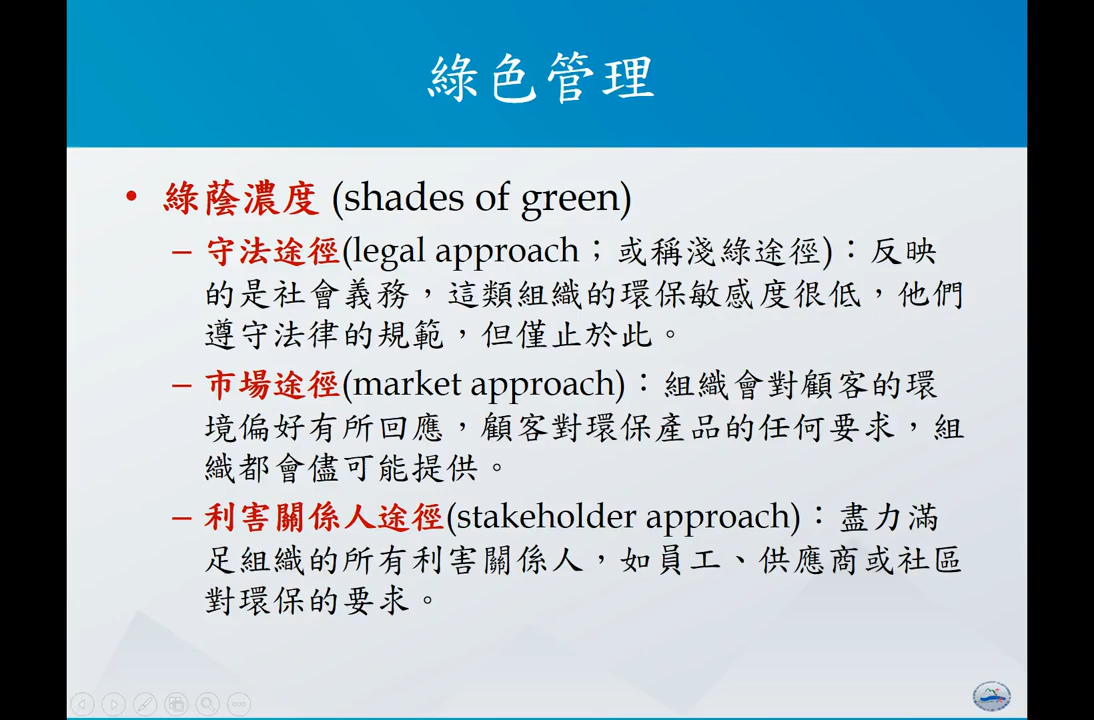 綠色管理
• 綠蔭濃度 (shades of green)
– 守法途徑(legal approach；或稱淺綠途徑)：反映
的是社會義務，這類組織的環保敏感度很低，他們
遵守法律的規範，但僅止於此。
– 市場途徑(market approach)：組織會對顧客的環
境偏好有所回應，顧客對環保產品的任何要求，組
織都會儘可能提供。
– 利害關係人途徑(stakeholder approach)：盡力滿
足組織的所有利害關係人，如員工、供應商或社區
對環保的要求。